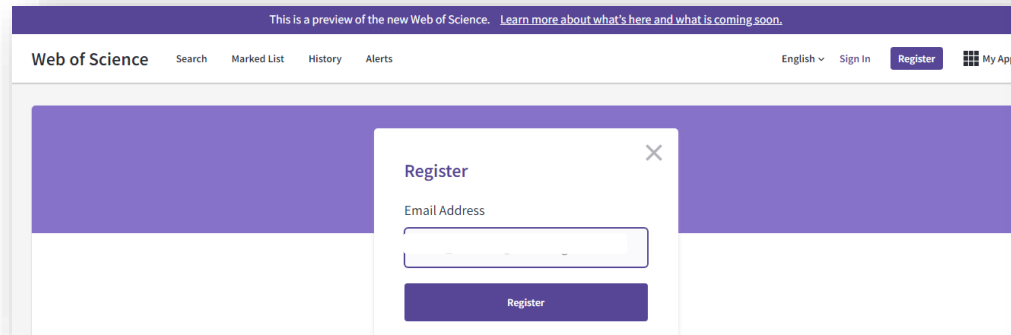 This is a preview of the new Web of Science. Learn more about what's here and what is coming soon.
Web of Science Search Marked List History Alerts English Sign In Register My
Register
Email Address
Register